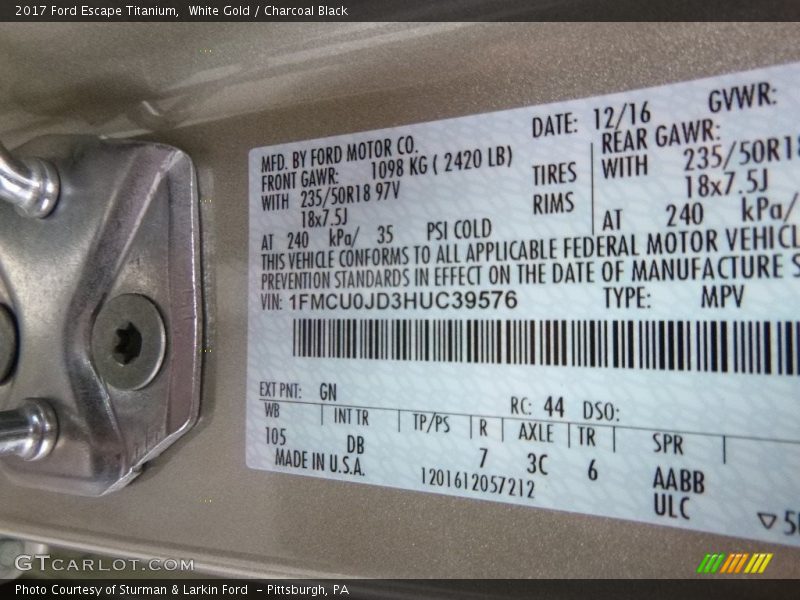 2017 Ford Escape Titanium, White Gold / Charcoal Black
MFD. BY FORD MOTOR CO. DATE: 12/16 GVWR:
FRONT GAWR: 1098 KG ( 2420 LB) REAR GAWR:
WITH 235/50R18 97V TIRES WITH 235/50R18
18x7.5J RIMS 18x7.5J
AT 240 kPa/ 35 PSI COLD AT 240 kPa/
THIS VEHICLE CONFORMS TO ALL APPLICABLE FEDERAL MOTOR
PREVENTION STANDARDS IN EFFECT ON THE DATE OF MANUFACTURE
VIN: 1FMCU0JD3HUC39576 TYPE: MPV
EXT PNT: GN RC: 44 DSO:
WB INT TR TP/PS R AXLE TR SPR
105 DB 7 3C 6 AABB
MADE IN U.S.A. 1201612057212 ULC
GTCARLOT.COM
Photo Courtesy of Sturman & Larkin Ford - Pittsburgh, PA